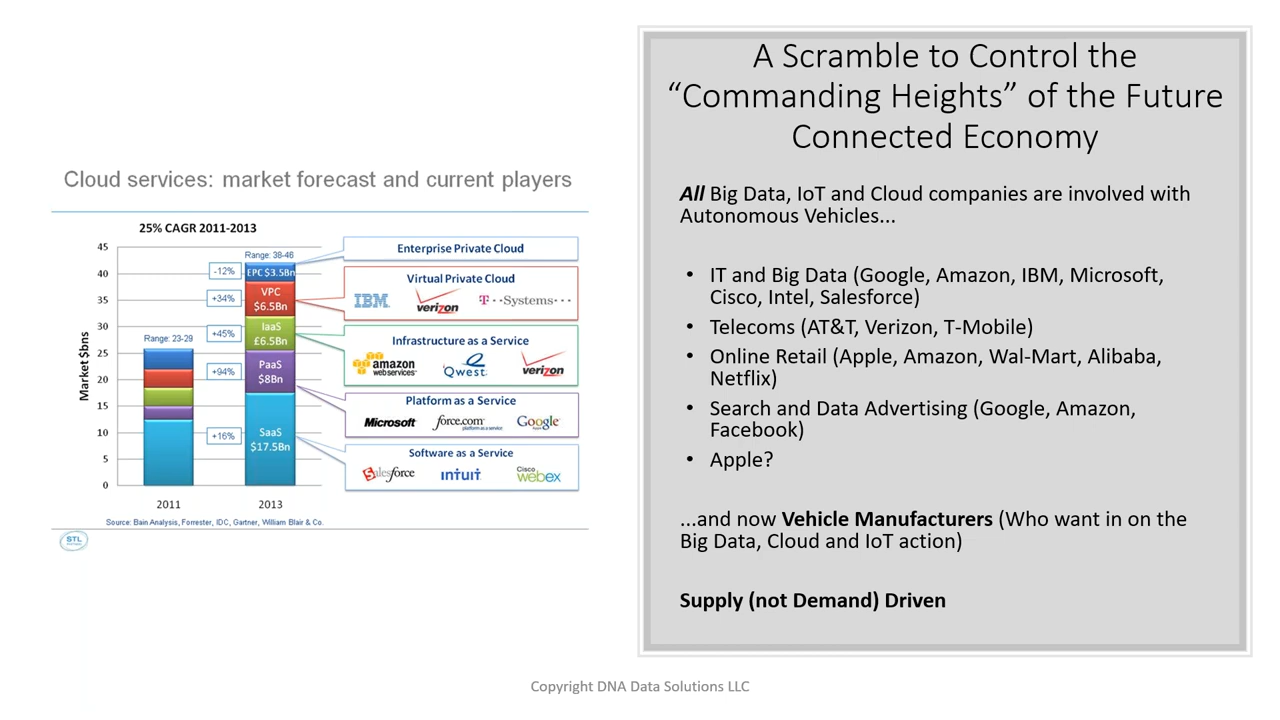 Cloud services: market forecast and current players
25% CAGR 2011-2013
Market $bns
45
40
35
30
25
20
15
10
5
0
Range: 23-29
Range: 38-46
-12%
+34%
+45%
+94%
+16%
EPC $3.5Bn
VPC
$6.5Bn
IaaS
£6.5Bn
PaaS
$8Bn
SaaS
$17.5Bn
2011
2013
Enterprise Private Cloud
Virtual Private Cloud
IBM
verizon
T··Systems···
Infrastructure as a Service
amazon
webservices
Qwest
verizon
Platform as a Service
Microsoft
force.com
platform as a service
Google
Software as a Service
salesforce
INTUIT
Cisco
webex
Source: Bain Analysis, Forrester, IDC, Gartner, William Blair & Co.
STL
A Scramble to Control the
“Commanding Heights” of the Future
Connected Economy
All Big Data, IoT and Cloud companies are involved with
Autonomous Vehicles...
• IT and Big Data (Google, Amazon, IBM, Microsoft,
Cisco, Intel, Salesforce)
• Telecoms (AT&T, Verizon, T-Mobile)
• Online Retail (Apple, Amazon, Wal-Mart, Alibaba,
Netflix)
• Search and Data Advertising (Google, Amazon,
Facebook)
• Apple?
...and now Vehicle Manufacturers (Who want in on the
Big Data, Cloud and IoT action)
Supply (not Demand) Driven
Copyright DNA Data Solutions LLC